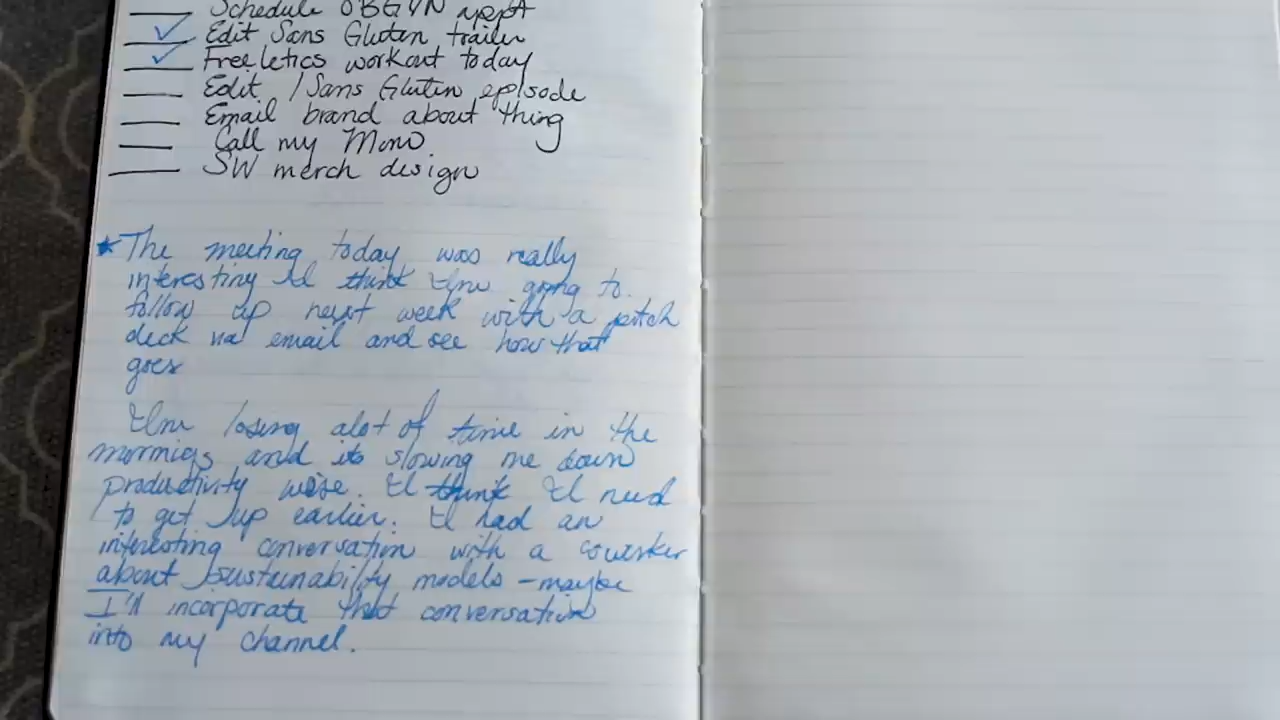 Schedule OBGYN appt
Edit Sans Gluten trailer
Freeletics workout today
Edit /Sans Gluten episode
Email brand about thing
Call my Mom
SW merch design
The meeting today was really
interesting I think I'm going to
follow up next week with a pitch
deck via email and see how that
goes
I'm losing alot of time in the
mornings and its slowing me down
productivity wise. I think I need
to get up earlier. I had an
interesting conversation with a coworker
about sustainability models - maybe
I'll incorporate that conversation
into my channel.